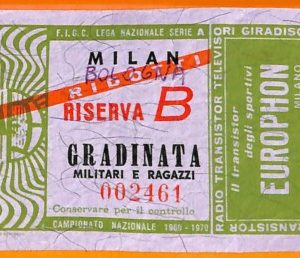 F.I.G.C. LEGA NAZIONALE SERIE A
MILAN
BOLOGNA
RISERVA B
GRADINATA
MILITARI E RAGAZZI
002461
Conservare per il controllo
CAMPIONATO NAZIONALE 1969 - 1970
RADIO TRANSISTOR TELEVISORI GIRADISC
il transistor
degli sportivi
EUROPHON
MILANO